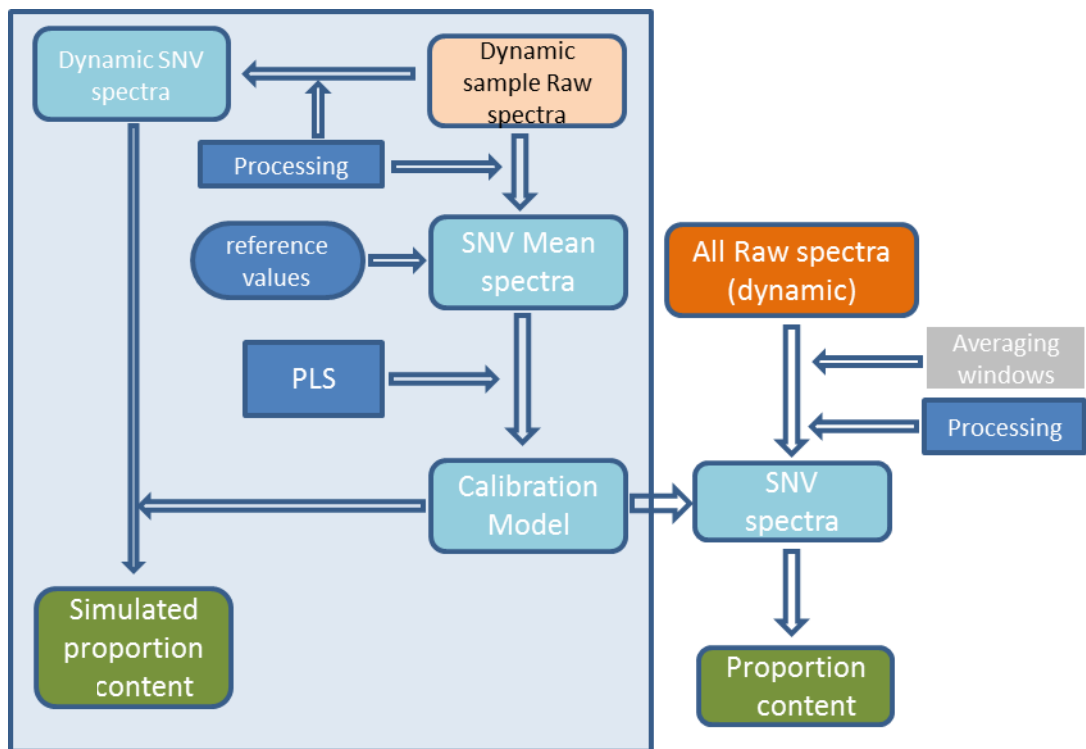 Dynamic SNV
spectra
Dynamic
sample Raw
spectra
Processing
reference
values
SNV Mean
spectra
All Raw spectra
(dynamic)
Averaging
windows
PLS
Processing
Calibration
Model
SNV
spectra
Simulated
proportion
content
Proportion
content